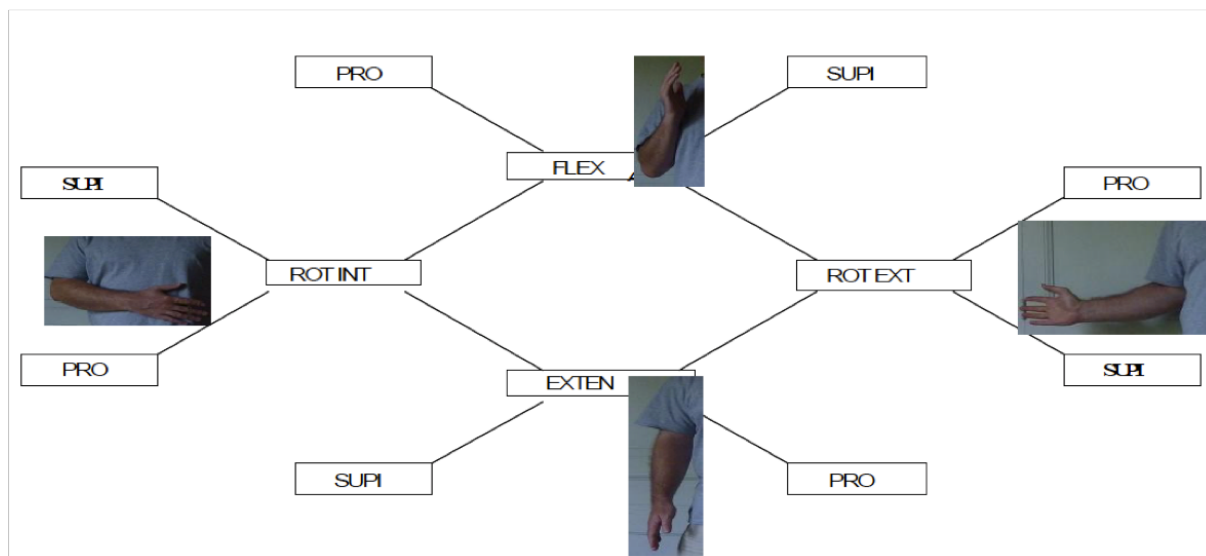 PRO
SUPI
FLEX
SUPI
PRO
ROT INT
ROT EXT
PRO
SUPI
EXTEN
SUPI
PRO